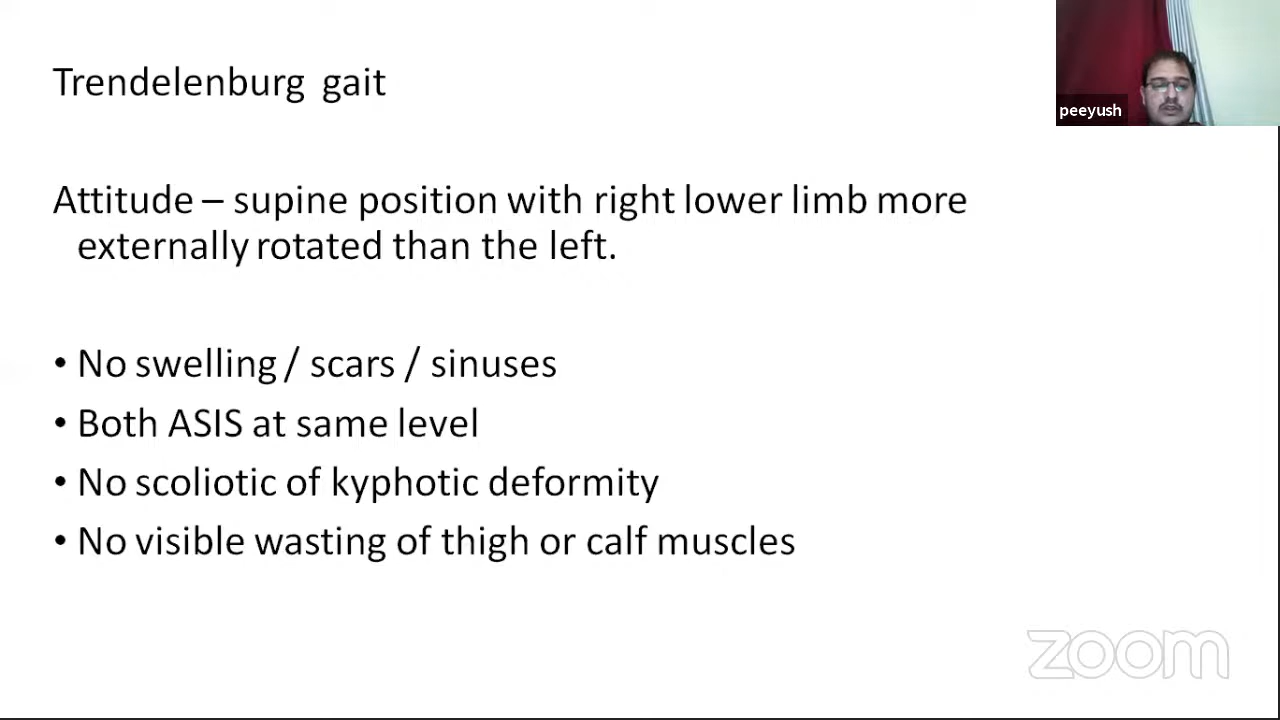 Trendelenburg gait
peeyush
Attitude – supine position with right lower limb more
externally rotated than the left.
• No swelling / scars / sinuses
• Both ASIS at same level
• No scoliotic of kyphotic deformity
• No visible wasting of thigh or calf muscles
zoom